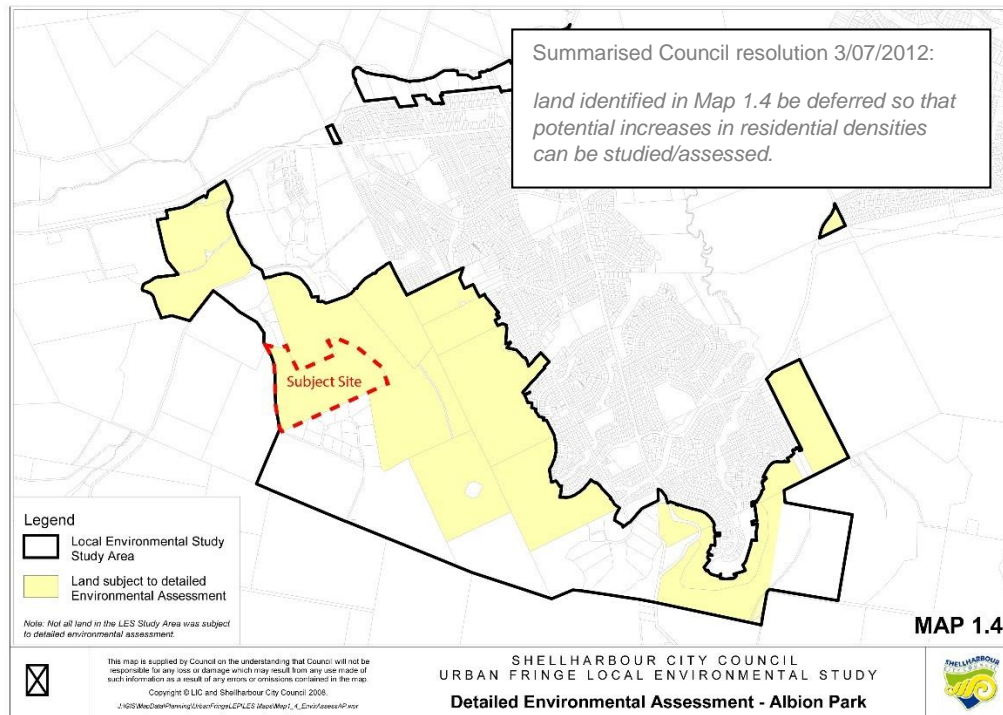 Summarised Council resolution 3/07/2012:
land identified in Map 1.4 be deferred so that
potential increases in residential densities
can be studied/assessed.
Subject Site
Legend
Local Environmental Study
Study Area
Land subject to detailed
Environmental Assessment
Note: Not all land in the LES Study Area was subject
to detailed environmental assessment.
MAP 1.4
This map is supplied by Council on the understanding that Council will not be
responsible for any loss or damage which may result from any use made of
such information as a result of any errors or omissions contained in the map
Copyright © LIC and Shellharbour City Council 2008.
SHELLHARBOUR CITY COUNCIL
URBAN FRINGE LOCAL ENVIRONMENTAL STUDY
Detailed Environmental Assessment - Albion Park
SHELLHARBOUR
CITY COUNCIL